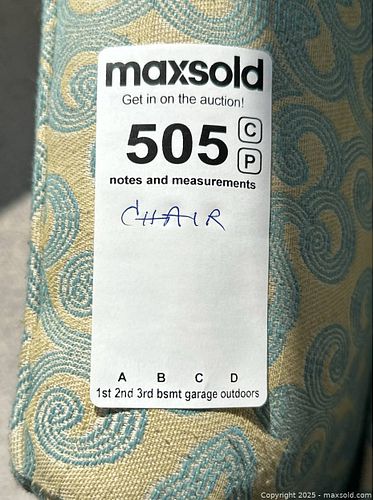 maxsold
Get in on the auction!
505 C
P
notes and measurements
CHAIR
A B C D
1st 2nd 3rd bsmt garage outdoors
Copyright 2025 - maxsold.com